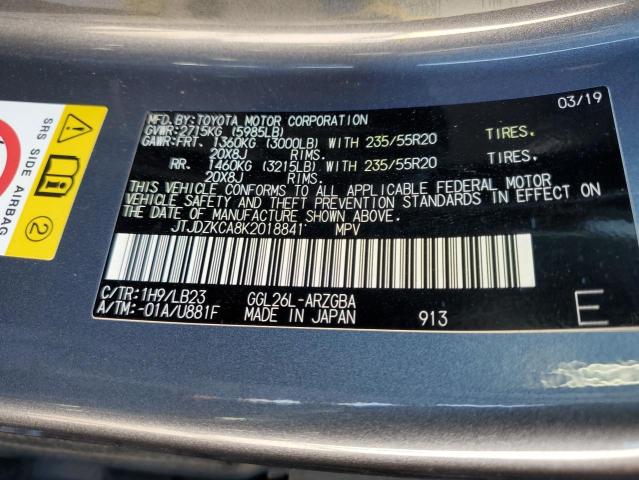 03/19
MFD. BY:TOYOTA MOTOR CORPORATION
GVWR:2715KG (5985LB)
GAWR:FRT. 1360KG (3000LB) WITH 235/55R20 TIRES.
20X8J RIMS.
RR. 1460KG (3215LB) WITH 235/55R20 TIRES.
20X8J RIMS.
THIS VEHICLE CONFORMS TO ALL APPLICABLE FEDERAL MOTOR
VEHICLE SAFETY AND THEFT PREVENTION STANDARDS IN EFFECT ON
THE DATE OF MANUFACTURE SHOWN ABOVE.
JTJDZKCA8K2018841 MPV
C/TR:1H9/LB23 GGL26L-ARZGBA
A/TM:-01A/U881F MADE IN JAPAN 913 E
SRS SIDE AIRBAG
2